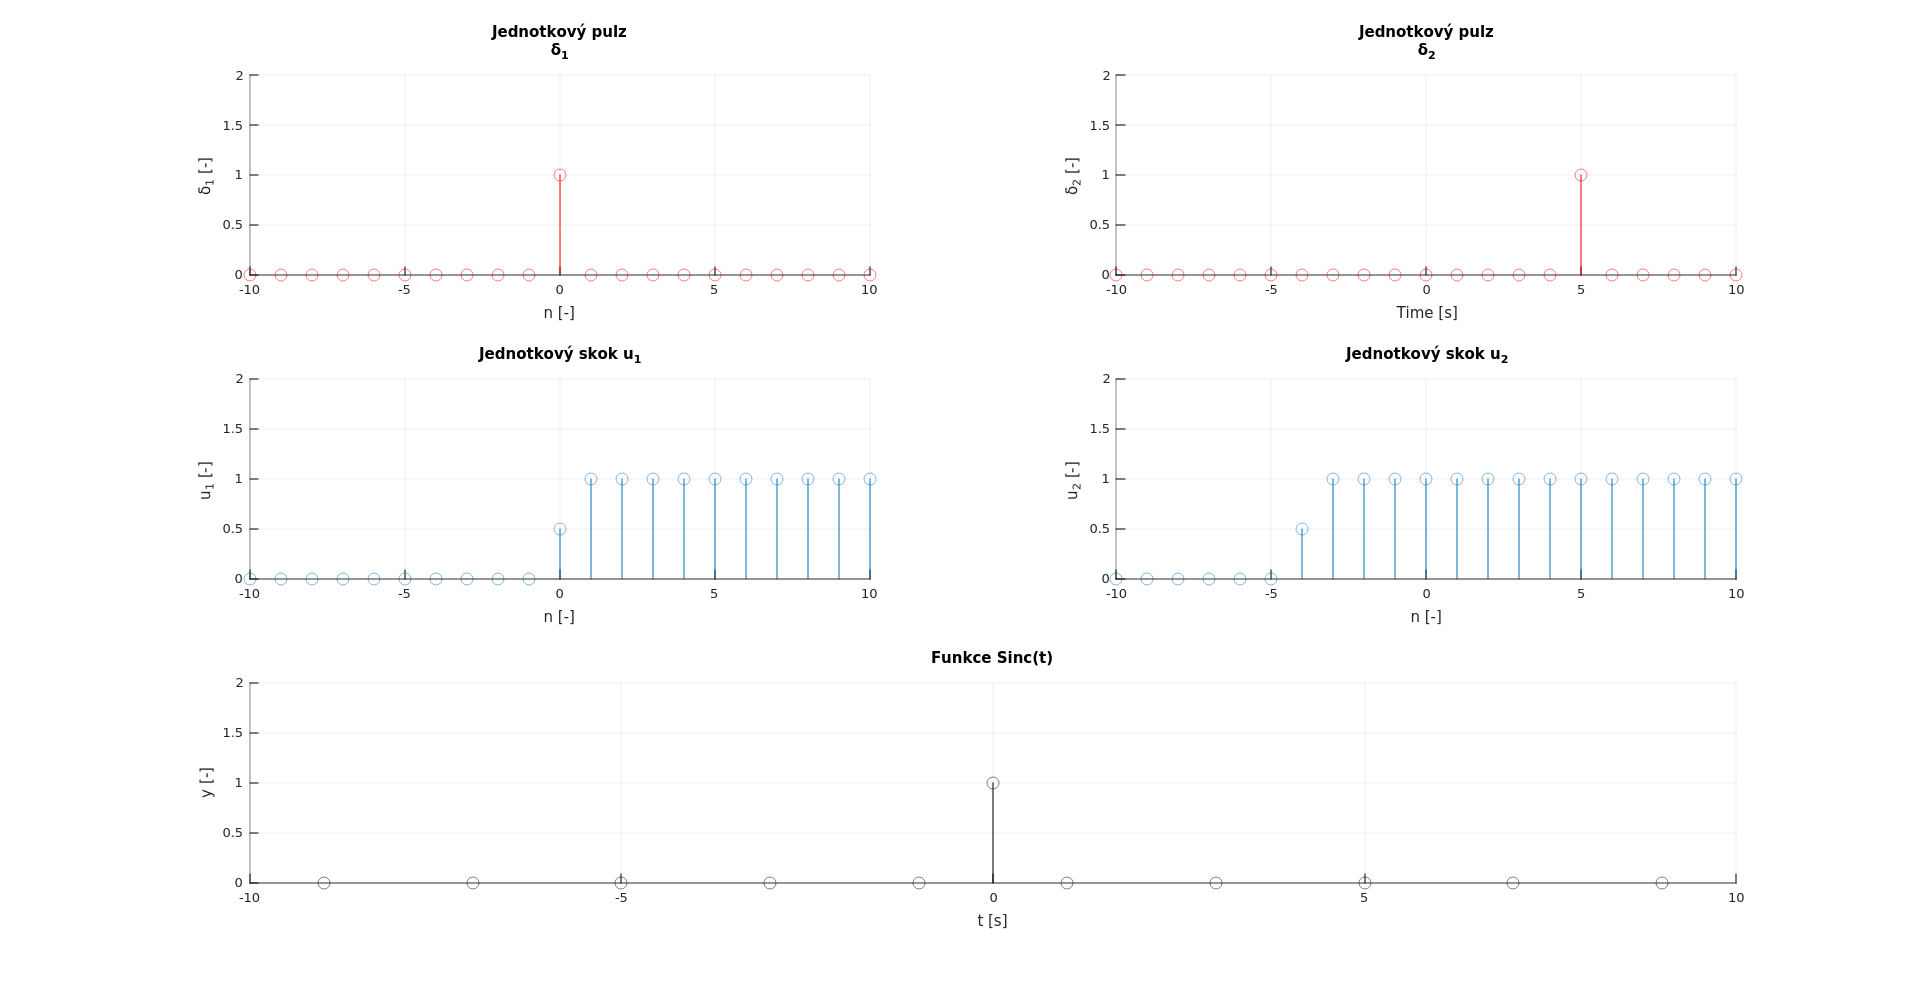 Jednotkový pulz
δ1
2
1.5
1
0.5
0
δ1 [-]
-10 -5 0 5 10
n [-]
Jednotkový pulz
δ2
2
1.5
1
0.5
0
δ2 [-]
-10 -5 0 5 10
Time [s]
Jednotkový skok u1
2
1.5
1
0.5
0
u1 [-]
-10 -5 0 5 10
n [-]
Jednotkový skok u2
2
1.5
1
0.5
0
u2 [-]
-10 -5 0 5 10
n [-]
Funkce Sinc(t)
2
1.5
1
0.5
0
y [-]
-10 -5 0 5 10
t [s]